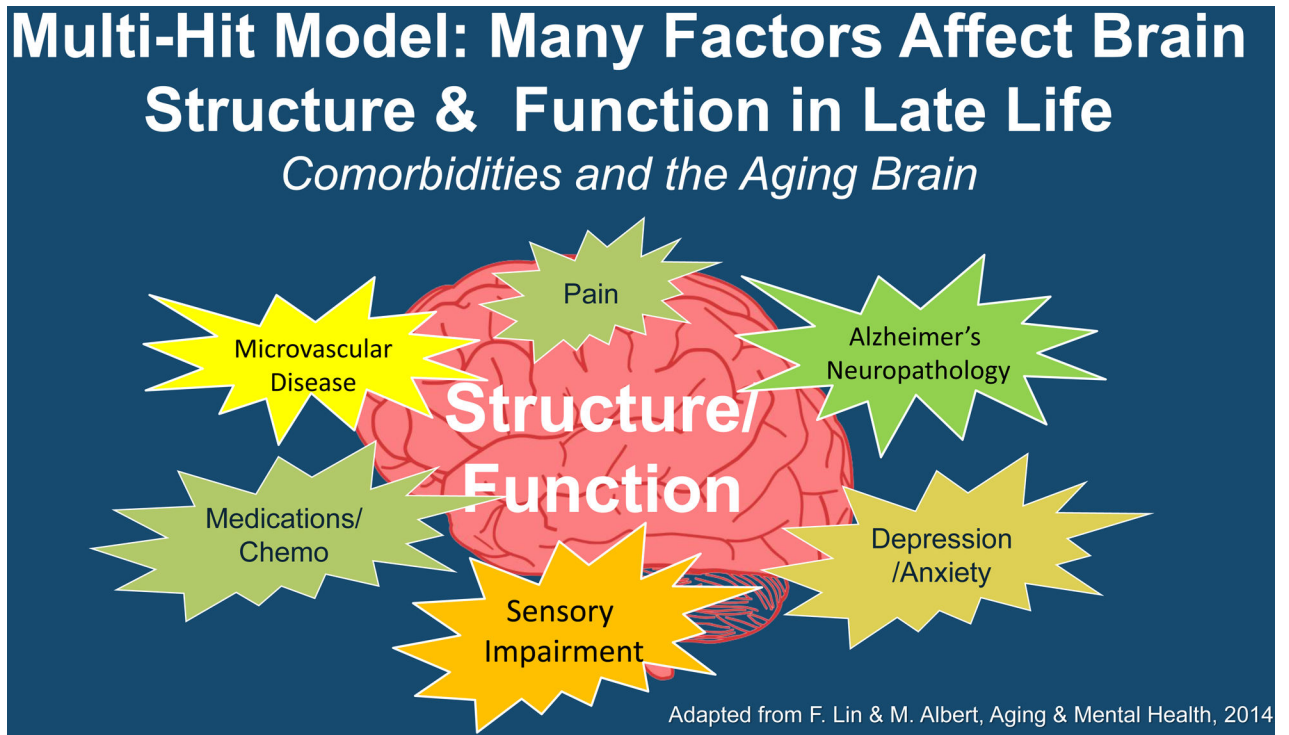 Multi-Hit Model: Many Factors Affect Brain
Structure & Function in Late Life
Comorbidities and the Aging Brain
Pain
Microvascular
Disease
Alzheimer’s
Neuropathology
Structure/
Function
Medications/
Chemo
Depression
/Anxiety
Sensory
Impairment
Adapted from F. Lin & M. Albert, Aging & Mental Health, 2014